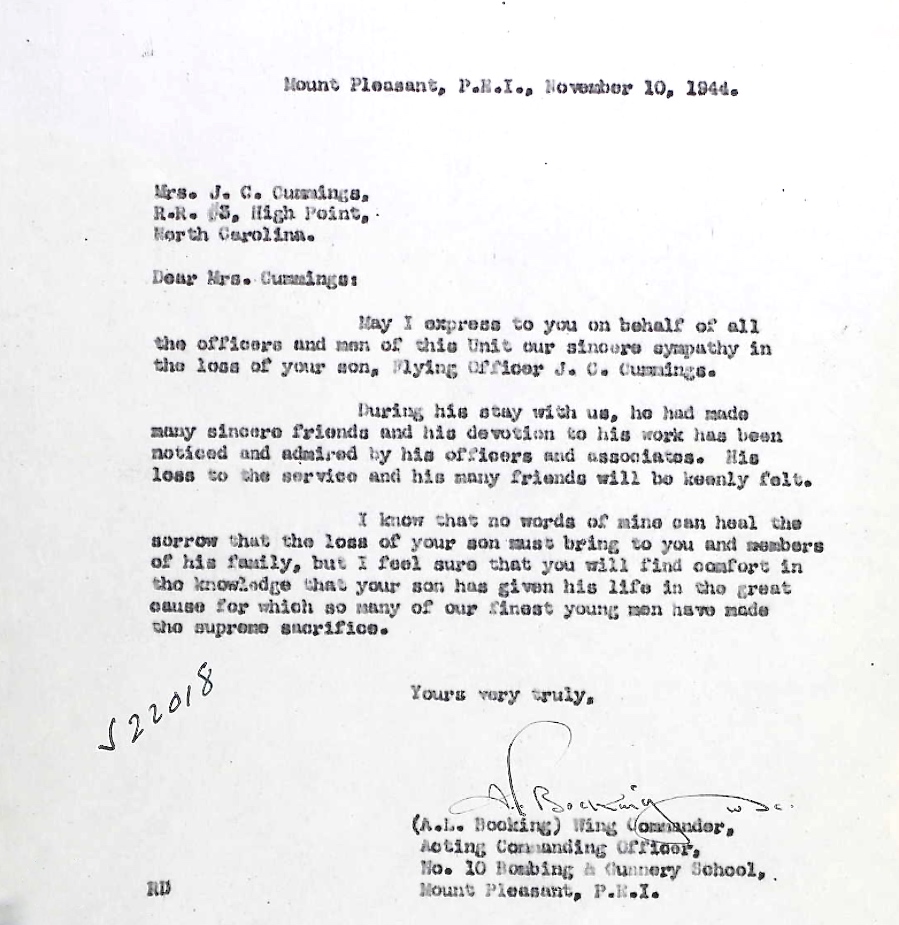 Mount Pleasant, P.E.I., November 10, 1944.
Mrs. J. C. Cummings,
R.R. #3, High Point,
North Carolina.
Dear Mrs. Cummings:
May I express to you on behalf of all
the officers and men of this Unit our sincere sympathy in
the loss of your son, Flying Officer J. C. Cummings.
During his stay with us, he had made
many sincere friends and his devotion to his work has been
noticed and admired by his officers and associates. His
loss to the service and his many friends will be keenly felt.
I know that no words of mine can heal the
sorrow that the loss of your son must bring to you and members
of his family, but I feel sure that you will find comfort in
the knowledge that your son has given his life in the great
cause for which so many of our finest young men have made
the supreme sacrifice.
J22018
Yours very truly,
(A.L. Bocking) Wing Commander,
Acting Commanding Officer,
No. 10 Bombing & Gunnery School,
Mount Pleasant, P.E.I.
RD